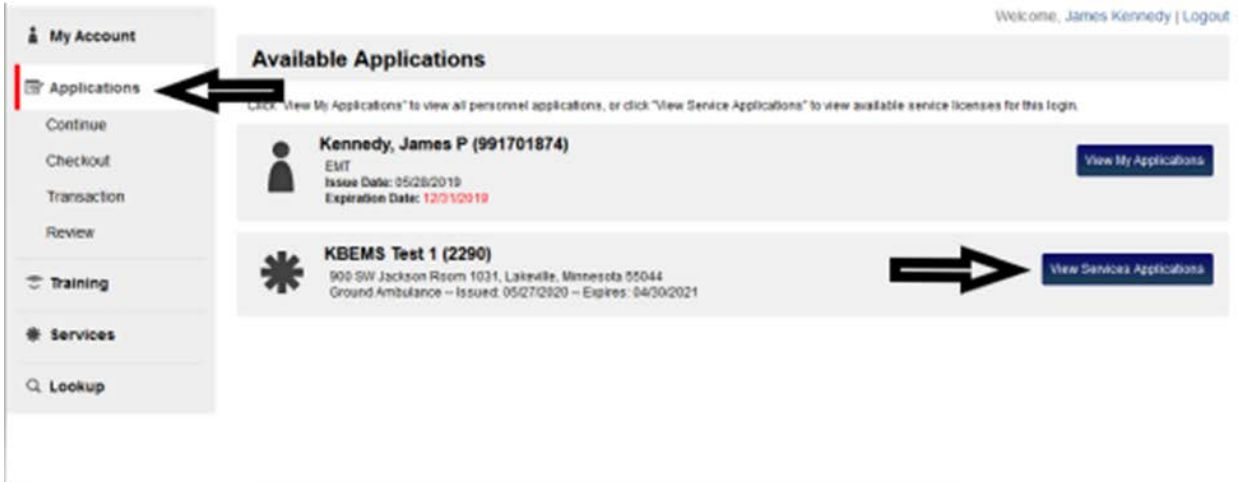 Welcome, James Kennedy | Logout
My Account
Applications
Continue
Checkout
Transaction
Review
Training
Services
Lookup
Available Applications
Click "View My Applications" to view all personnel applications, or click "View Service Applications" to view available service licenses for this login.
Kennedy, James P (991701874)
EMT
Issue Date: 05/28/2019
Expiration Date: 12/31/2019
View My Applications
KBEMS Test 1 (2290)
900 SW Jackson Room 1031, Lakeville, Minnesota 55044
Ground Ambulance -- Issued: 05/27/2020 -- Expires: 04/30/2021
View Services Applications